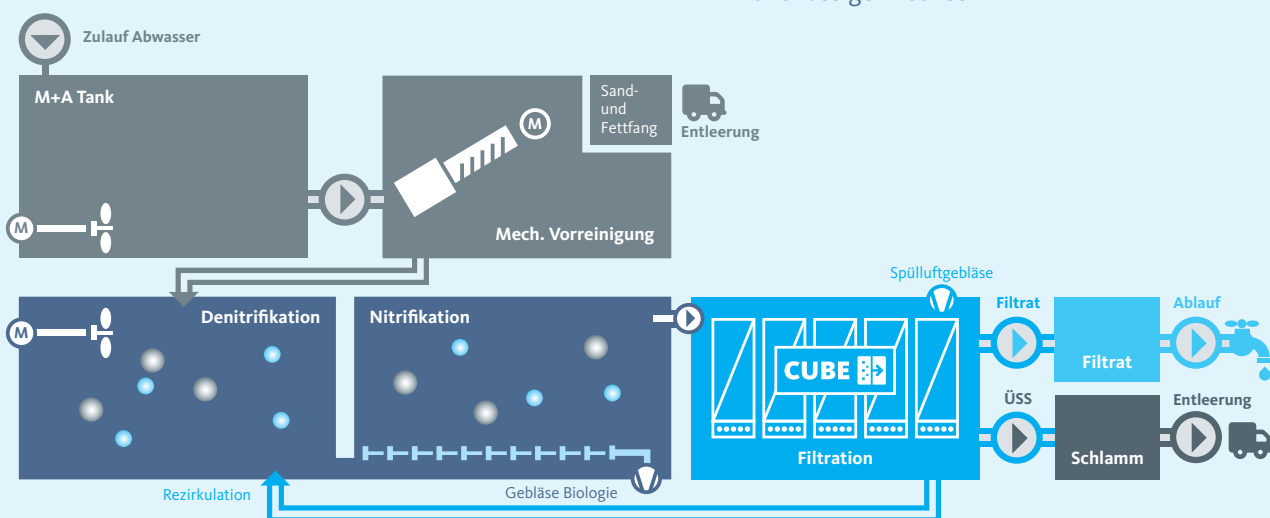 Zulauf Abwasser
M+A Tank
Sand-
und
Fettfang
Entleerung
M
M
Mech. Vorreinigung
Spülluftgebläse
Denitrifikation
Nitrifikation
Filtrat
Ablauf
M
CUBE
Filtrat
ÜSS
Entleerung
Filtration
Schlamm
Rezirkulation
Gebläse Biologie